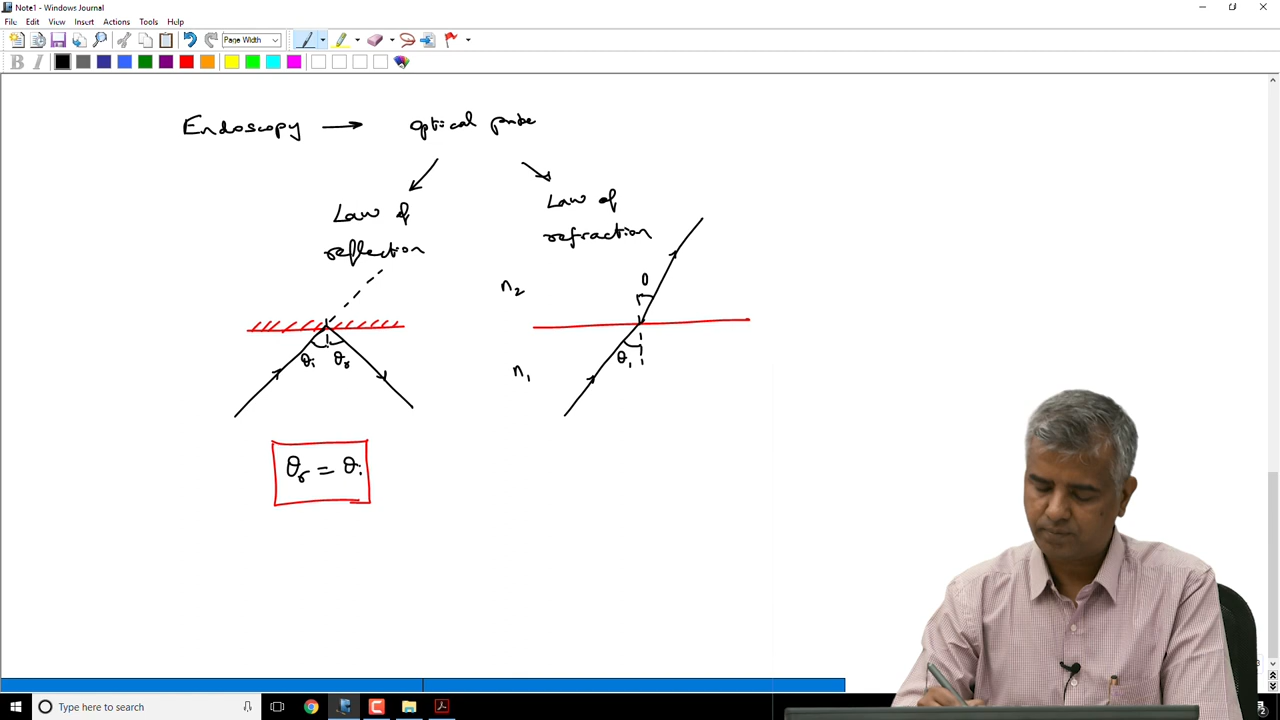 Note1 - Windows Journal
File Edit View Insert Actions Tools Help
Page Width
B I
Endoscopy → optical probe
Law of reflection
Law of refraction
n2
θ
θi θr
n1
θ1
θr = θi
Type here to search